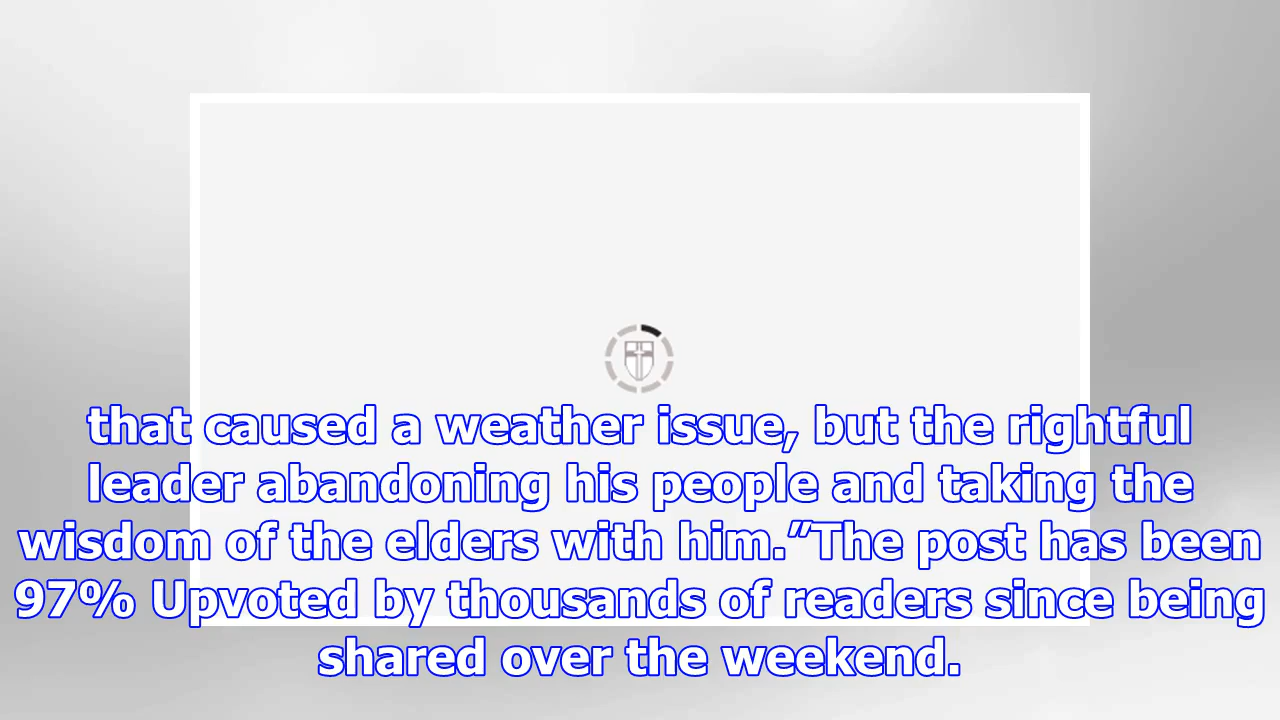 that caused a weather issue, but the rightful
leader abandoning his people and taking the
wisdom of the elders with him.”The post has been
97% Upvoted by thousands of readers since being
shared over the weekend.